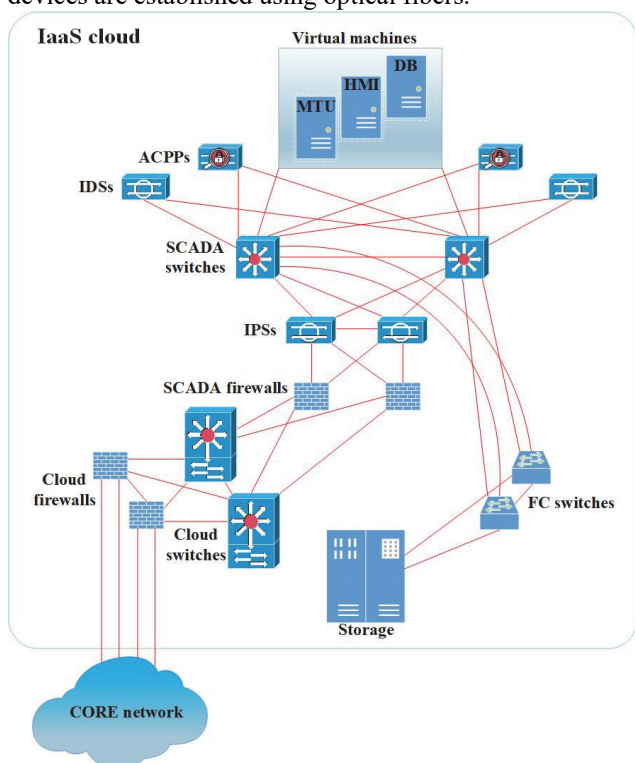 devices are established using optical fibers.
IaaS cloud
Virtual machines
DB
HMI
MTU
ACPPs
IDSs
SCADA
switches
IPSs
SCADA firewalls
Cloud
firewalls
FC switches
Cloud
switches
Storage
CORE network